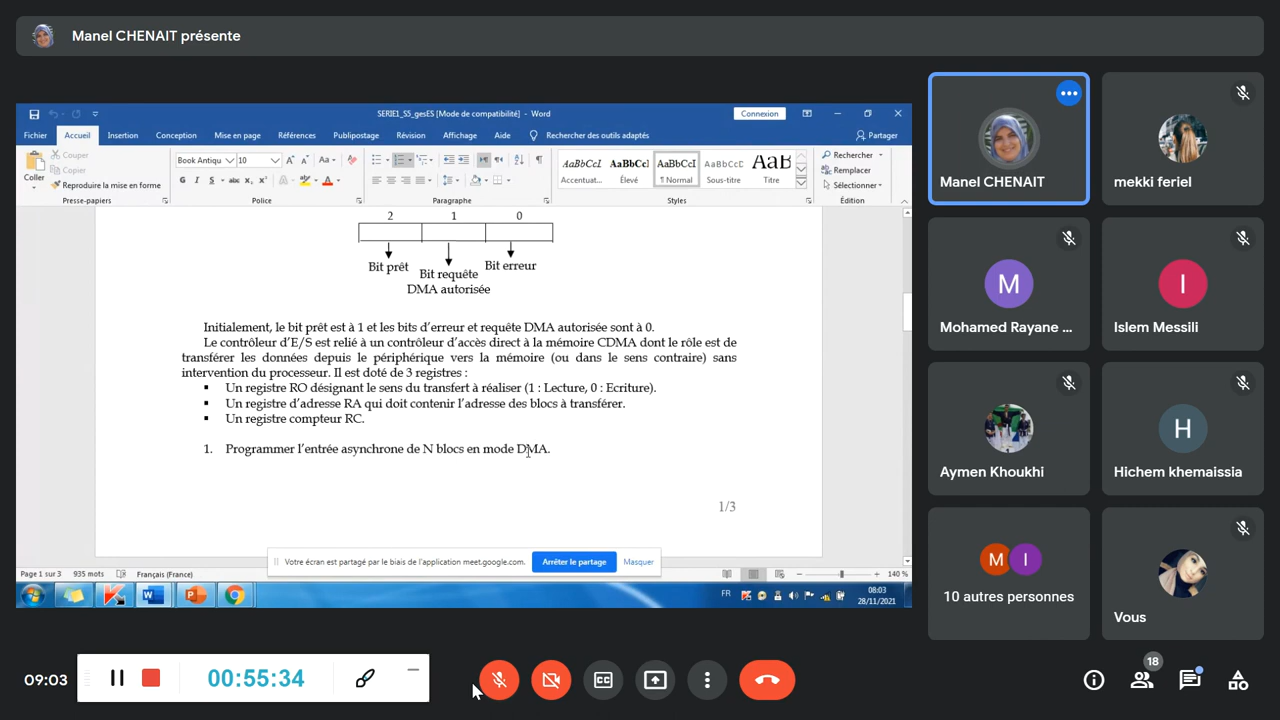 Manel CHENAIT présente
SERIE1_S5_gesES [Mode de compatibilité] - Word
Connexion
Fichier Accueil Insertion Conception Mise en page Références Publipostage Révision Affichage Aide Rechercher des outils adaptés Partager
Couper
Copier
Coller
Reproduire la mise en forme
Presse-papiers
Book Antiqu 10
G I S abc x₂ x²
Police
Paragraphe
AaBbCcI AaBbCc AaBbCcI AaBbCcD AaB
Accentuat... Élevé ¶ Normal Sous-titre Titre
Styles
Rechercher
Remplacer
Sélectionner
Édition
2 1 0
Bit prêt Bit requête Bit erreur
DMA autorisée
Initialement, le bit prêt est à 1 et les bits d'erreur et requête DMA autorisée sont à 0.
Le contrôleur d'E/S est relié à un contrôleur d'accès direct à la mémoire CDMA dont le rôle est de
transférer les données depuis le périphérique vers la mémoire (ou dans le sens contraire) sans
intervention du processeur. Il est doté de 3 registres :
▪ Un registre RO désignant le sens du transfert à réaliser (1 : Lecture, 0 : Ecriture).
▪ Un registre d'adresse RA qui doit contenir l'adresse des blocs à transférer.
▪ Un registre compteur RC.
1. Programmer l'entrée asynchrone de N blocs en mode DMA.
1/3
Votre écran est partagé par le biais de l'application meet.google.com. Arrêter le partage Masquer
Page 1 sur 3 935 mots Français (France) 140 %
FR
08:03
28/11/2021
Manel CHENAIT
mekki feriel
M
Mohamed Rayane ...
I
Islem Messili
Aymen Khoukhi
H
Hichem khemaissia
M I
10 autres personnes
Vous
09:03
00:55:34
18